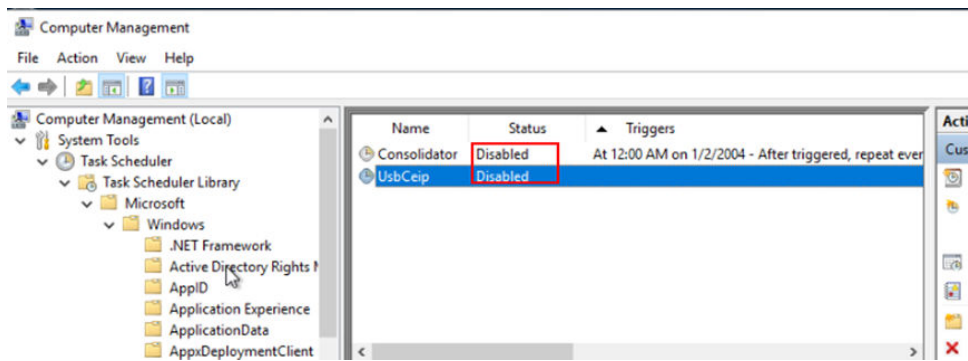 Computer Management
File Action View Help
Computer Management (Local)
System Tools
Task Scheduler
Task Scheduler Library
Microsoft
Windows
.NET Framework
Active Directory Rights
AppID
Application Experience
ApplicationData
AppxDeploymentClient
Name Status Triggers
Consolidator Disabled At 12:00 AM on 1/2/2004 - After triggered, repeat ever
UsbCeip Disabled
Acti
Cus